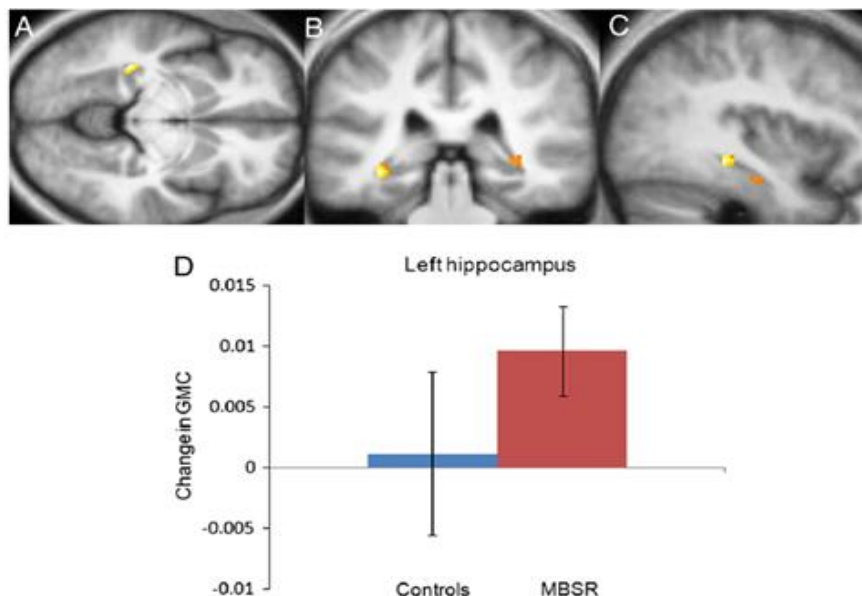 A B C
D
Left hippocampus
Change in GMC
0.015
0.01
0.005
0
-0.005
-0.01
Controls MBSR